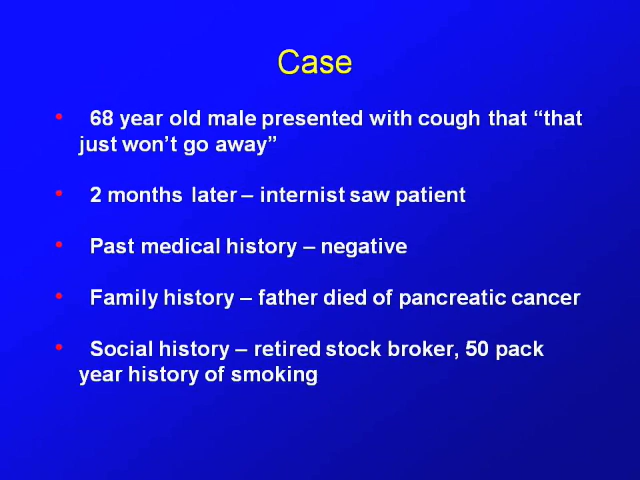 Case
• 68 year old male presented with cough that “that
just won’t go away”
• 2 months later – internist saw patient
• Past medical history – negative
• Family history – father died of pancreatic cancer
• Social history – retired stock broker, 50 pack
year history of smoking